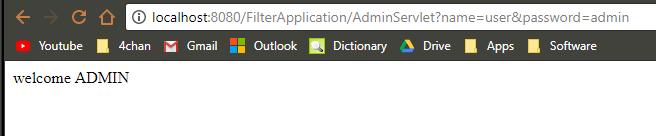 localhost:8080/FilterApplication/AdminServlet?name=user&password=admin
Youtube 4chan Gmail Outlook Dictionary Drive Apps Software
welcome ADMIN